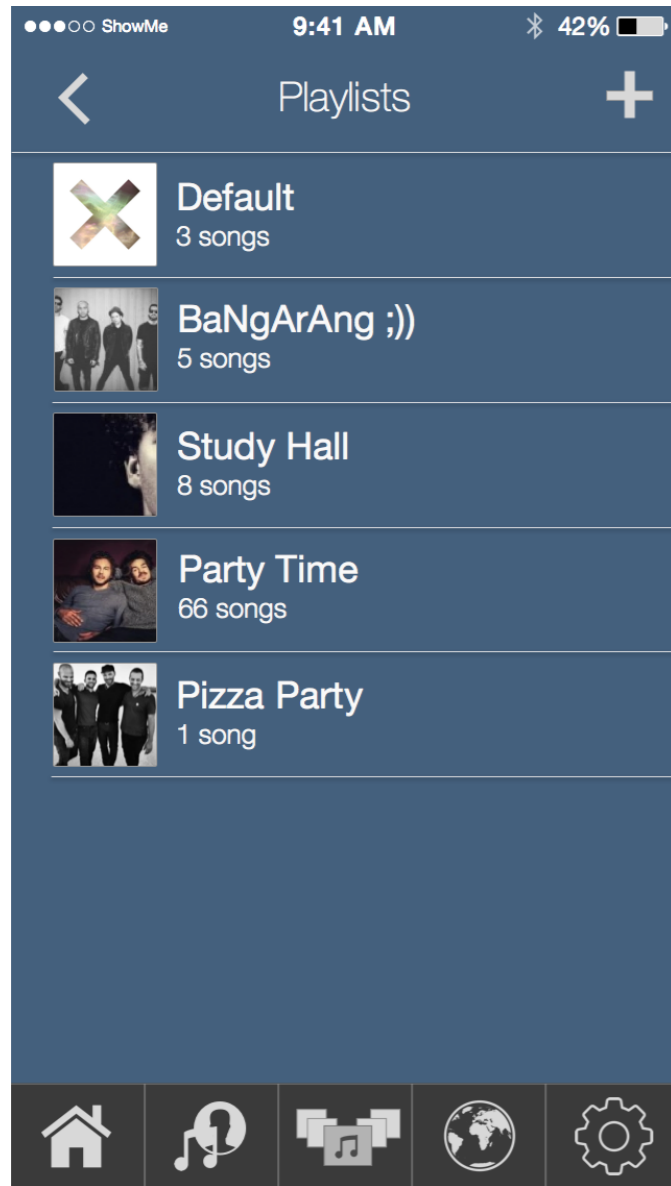 ShowMe 9:41 AM 42%
Playlists
Default
3 songs
BaNgArAng ;))
5 songs
Study Hall
8 songs
Party Time
66 songs
Pizza Party
1 song